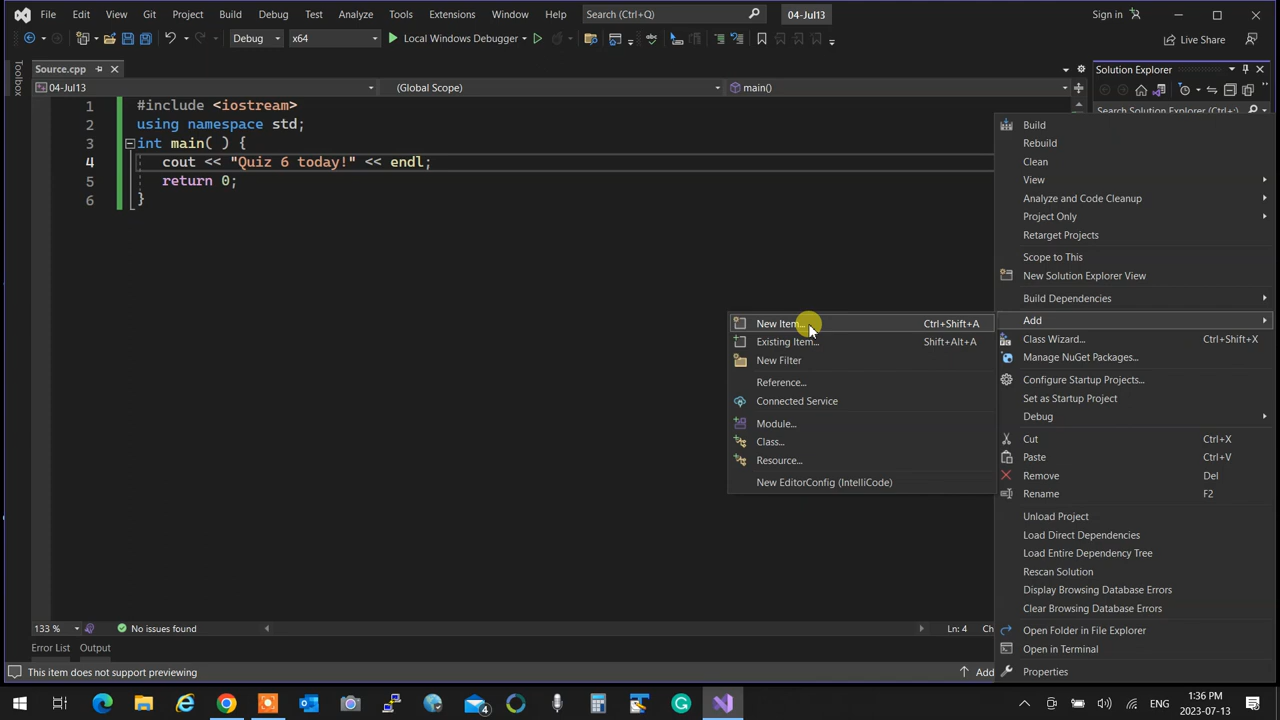 File Edit View Git Project Build Debug Test Analyze Tools Extensions Window Help Search (Ctrl+Q) 04-Jul13 Sign in
Debug x64 Local Windows Debugger Live Share
Toolbox
Source.cpp
04-Jul13 (Global Scope) main()
Solution Explorer
Search Solution Explorer (Ctrl+;)
1 #include <iostream>
2 using namespace std;
3 int main( ) {
4 cout << "Quiz 6 today!" << endl;
5 return 0;
6 }
Build
Rebuild
Clean
View
Analyze and Code Cleanup
Project Only
Retarget Projects
Scope to This
New Solution Explorer View
Build Dependencies
Add
Class Wizard... Ctrl+Shift+X
Manage NuGet Packages...
Configure Startup Projects...
Set as Startup Project
Debug
Cut Ctrl+X
Paste Ctrl+V
Remove Del
Rename F2
Unload Project
Load Direct Dependencies
Load Entire Dependency Tree
Rescan Solution
Display Browsing Database Errors
Clear Browsing Database Errors
Open Folder in File Explorer
Open in Terminal
Properties
New Item... Ctrl+Shift+A
Existing Item... Shift+Alt+A
New Filter
Reference...
Connected Service
Module...
Class...
Resource...
New EditorConfig (IntelliCode)
133 % No issues found Ln: 4 Ch
Error List Output
This item does not support previewing Add
4 ENG 1:36 PM
2023-07-13